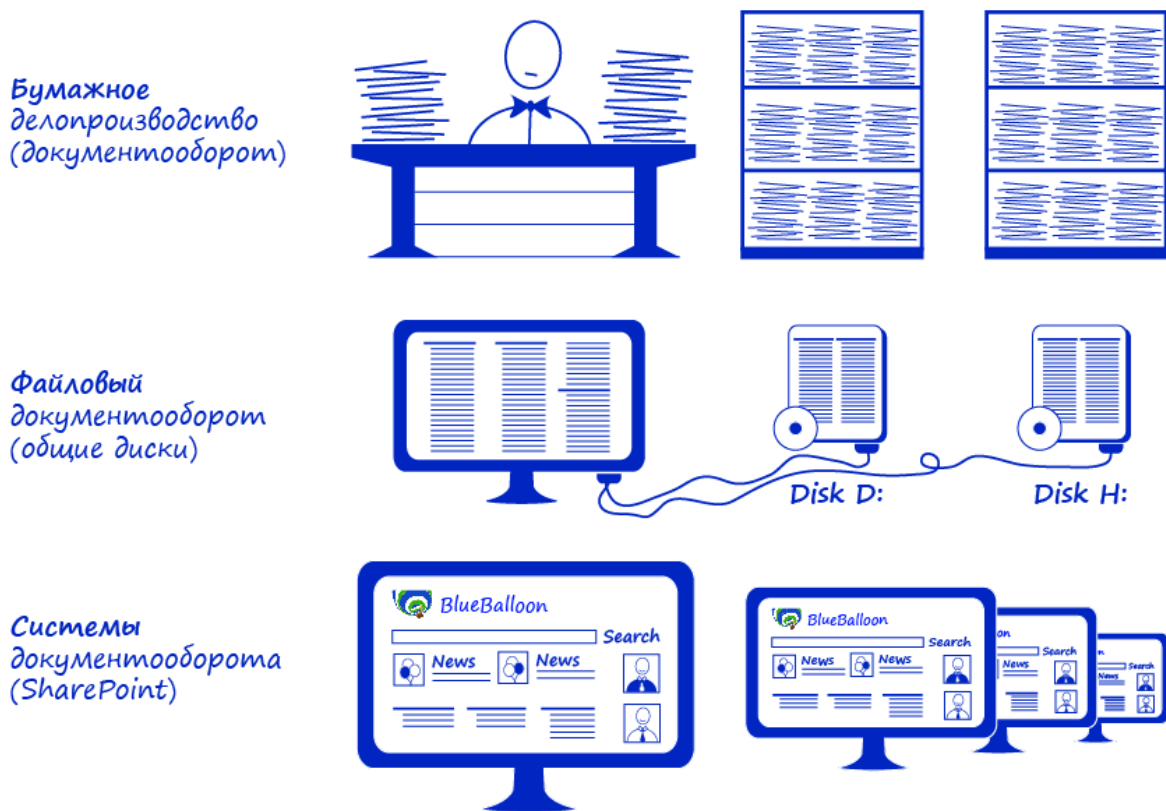 Бумажное
делопроизводство
(документооборот)
Файловый
документооборот
(общие диски)
Disk D:
Disk H:
Системы
документооборота
(SharePoint)
BlueBalloon
Search
News
News
BlueBalloon
Search
News
News
loon
Search
News
n
Search
News